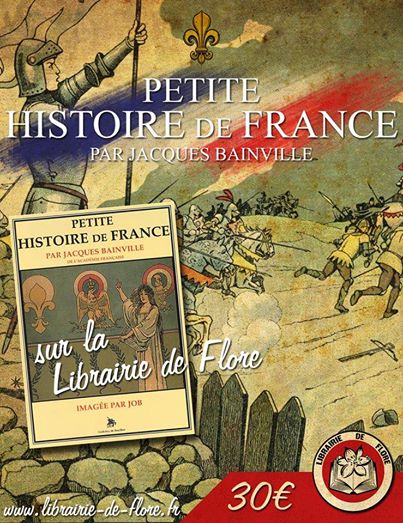 PETITE
HISTOIRE DE FRANCE
PAR JACQUES BAINVILLE
PETITE
HISTOIRE DE FRANCE
PAR JACQUES BAINVILLE
DE L'ACADÉMIE FRANÇAISE
IMAGÉE PAR JOB
sur la
Librairie de Flore
LIBRAIRIE DE FLORE
www.librairie-de-flore.fr
30€